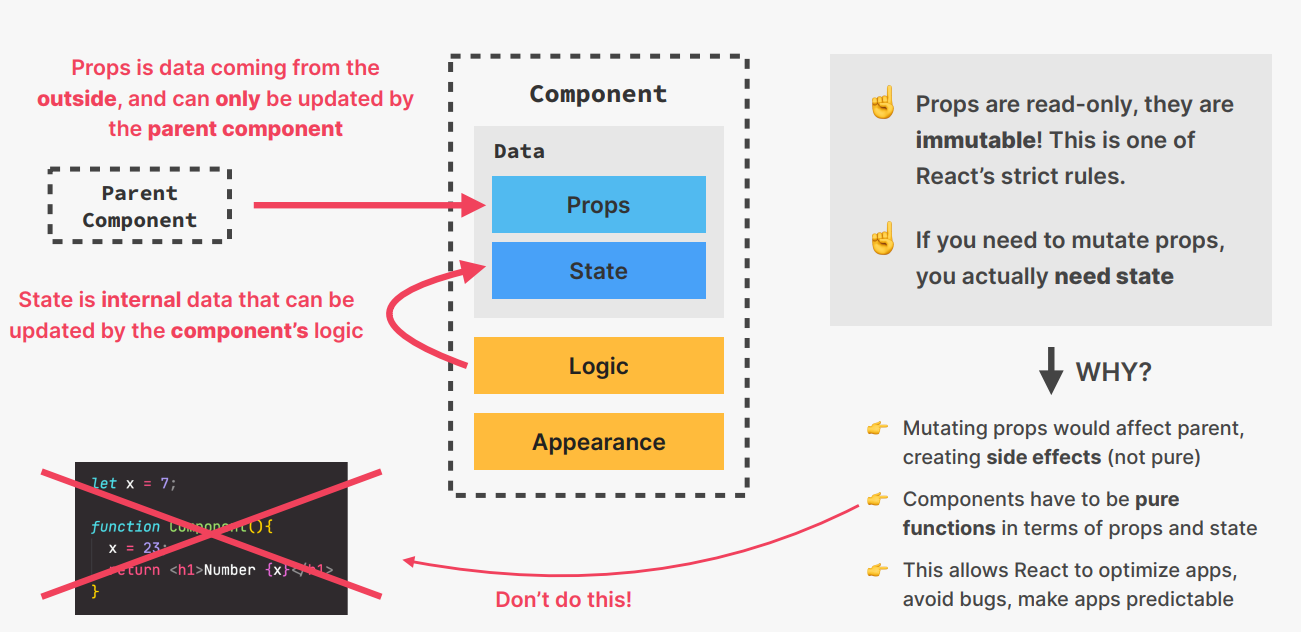 Props is data coming from the
outside, and can only be updated by
the parent component
Parent
Component
State is internal data that can be
updated by the component's logic
Component
Data
Props
State
Logic
Appearance
☝️ Props are read-only, they are
immutable! This is one of
React's strict rules.
☝️ If you need to mutate props,
you actually need state
WHY?
👉 Mutating props would affect parent,
creating side effects (not pure)
👉 Components have to be pure
functions in terms of props and state
👉 This allows React to optimize apps,
avoid bugs, make apps predictable
let x = 7;
function Component(){
x = 23;
return <h1>Number {x}</h1>
}
Don't do this!